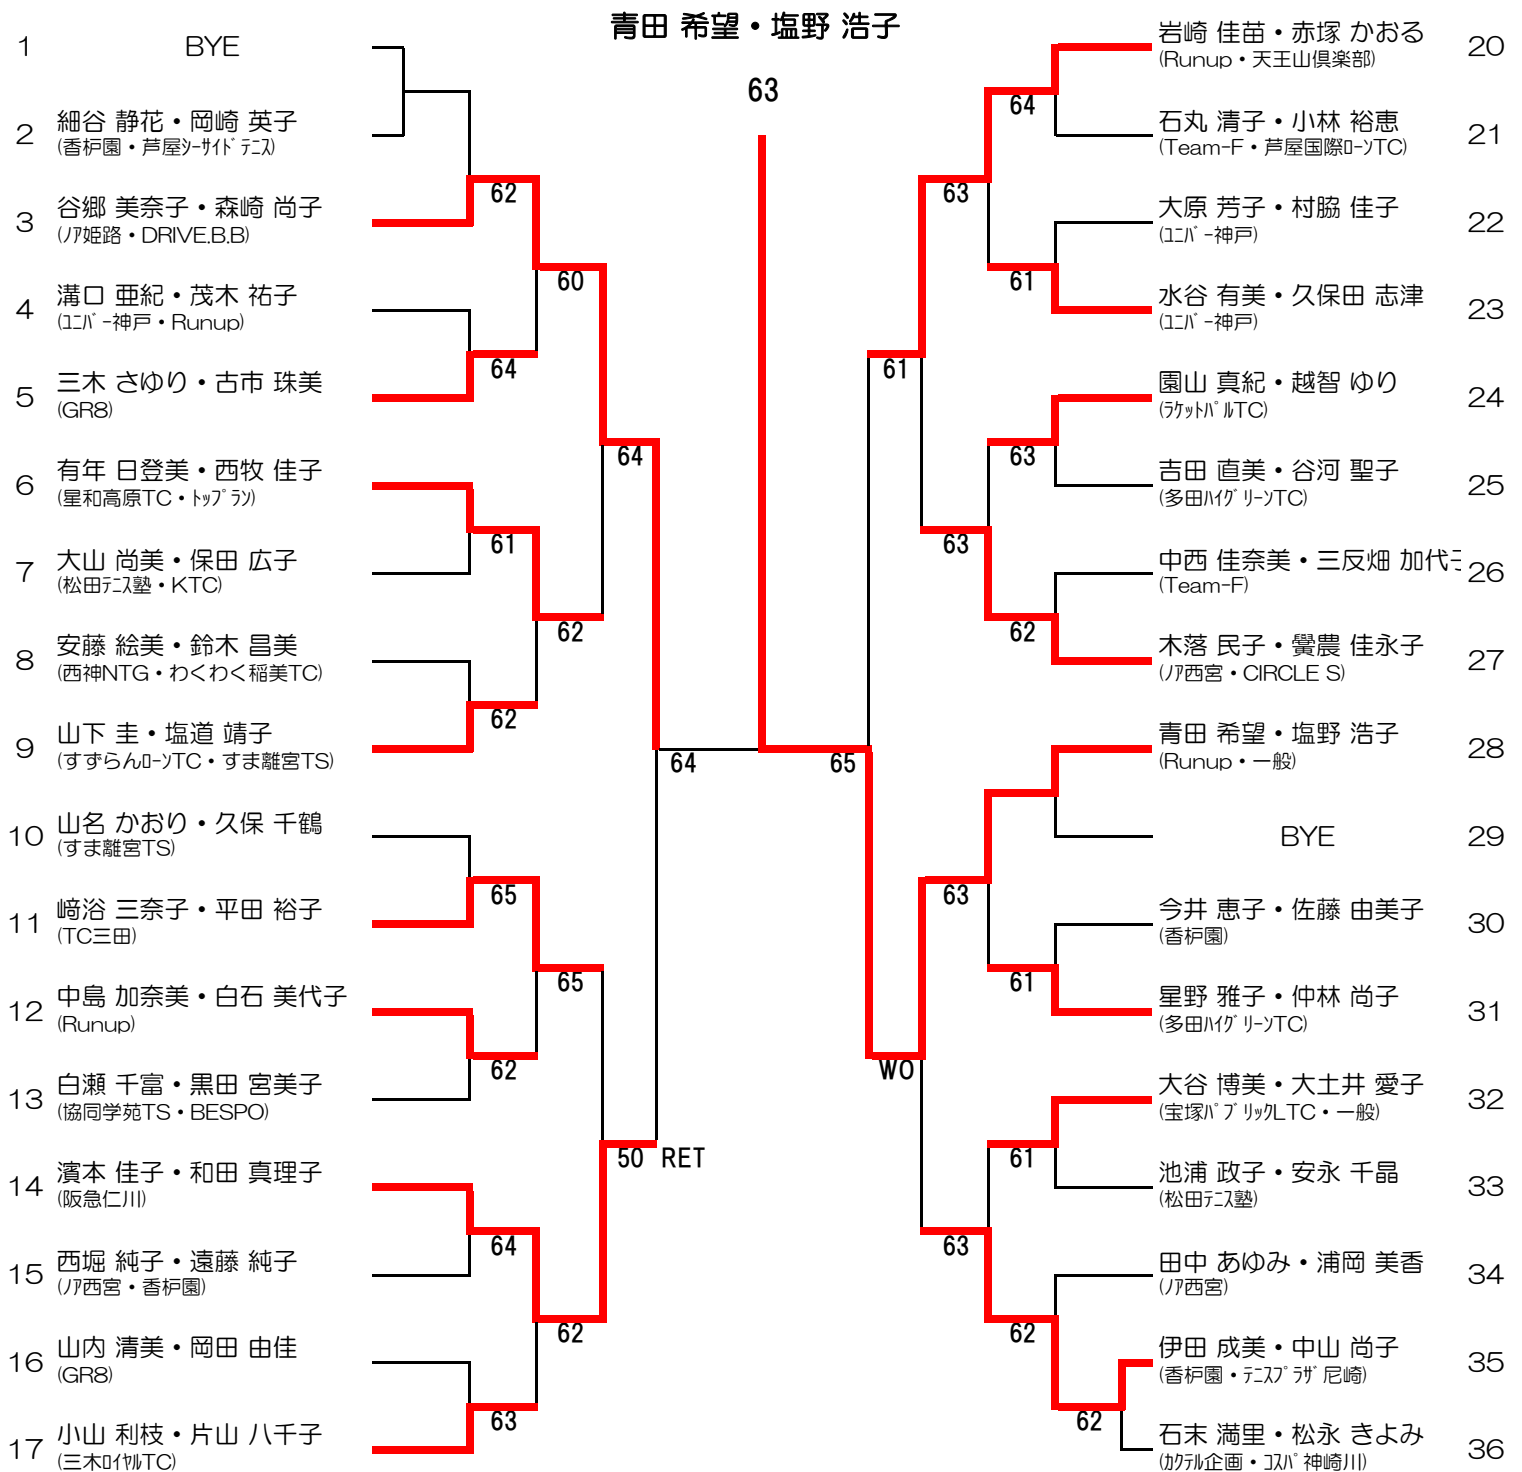 青田 希望・塩野 浩子
63
1 BYE
2 細谷 静花・岡崎 英子
(香枦園・芦屋ｼｰｻｲﾄﾞﾃﾆｽ)
3 谷郷 美奈子・森崎 尚子
(ﾉｱ姫路・DRIVE.B.B)
4 溝口 亜紀・茂木 祐子
(ﾕﾆﾊﾞｰ神戸・Runup)
5 三木 さゆり・古市 珠美
(GR8)
6 有年 日登美・西牧 佳子
(星和高原TC・ﾄｯﾌﾟﾗﾝ)
7 大山 尚美・保田 広子
(松田ﾃﾆｽ塾・KTC)
8 安藤 絵美・鈴木 昌美
(西神NTG・わくわく稲美TC)
9 山下 圭・塩道 靖子
(すずらんﾛｰﾝTC・すま離宮TS)
10 山名 かおり・久保 千鶴
(すま離宮TS)
11 﨑浴 三奈子・平田 裕子
(TC三田)
12 中島 加奈美・白石 美代子
(Runup)
13 白瀬 千富・黒田 宮美子
(協同学苑TS・BESPO)
14 濱本 佳子・和田 真理子
(阪急仁川)
15 西堀 純子・遠藤 純子
(ﾉｱ西宮・香枦園)
16 山内 清美・岡田 由佳
(GR8)
17 小山 利枝・片山 八千子
(三木ﾛｲﾔﾙTC)
62
64
61
62
65
62
64
63
60
62
65
62
64
50 RET
64
65
61
WO
63
63
63
63
64
61
63
62
61
61
62
62
岩崎 佳苗・赤塚 かおる 20
(Runup・天王山倶楽部)
石丸 清子・小林 裕恵 21
(Team-F・芦屋国際ﾛｰﾝTC)
大原 芳子・村脇 佳子 22
(ﾕﾆﾊﾞｰ神戸)
水谷 有美・久保田 志津 23
(ﾕﾆﾊﾞｰ神戸)
園山 真紀・越智 ゆり 24
(ﾗｹｯﾄﾊﾟﾙTC)
吉田 直美・谷河 聖子 25
(多田ﾊｲｸﾞﾘｰﾝTC)
中西 佳奈美・三反畑 加代子 26
(Team-F)
木落 民子・黌農 佳永子 27
(ﾉｱ西宮・CIRCLE S)
青田 希望・塩野 浩子 28
(Runup・一般)
BYE 29
今井 恵子・佐藤 由美子 30
(香枦園)
星野 雅子・仲林 尚子 31
(多田ﾊｲｸﾞﾘｰﾝTC)
大谷 博美・大土井 愛子 32
(宝塚ﾊﾟﾌﾞﾘｯｸLTC・一般)
池浦 政子・安永 千晶 33
(松田ﾃﾆｽ塾)
田中 あゆみ・浦岡 美香 34
(ﾉｱ西宮)
伊田 成美・中山 尚子 35
(香枦園・ﾃﾆｽﾌﾟﾗｻﾞ尼崎)
石末 満里・松永 きよみ 36
(ｶｸﾃﾙ企画・ｺｽﾊﾟ神崎川)